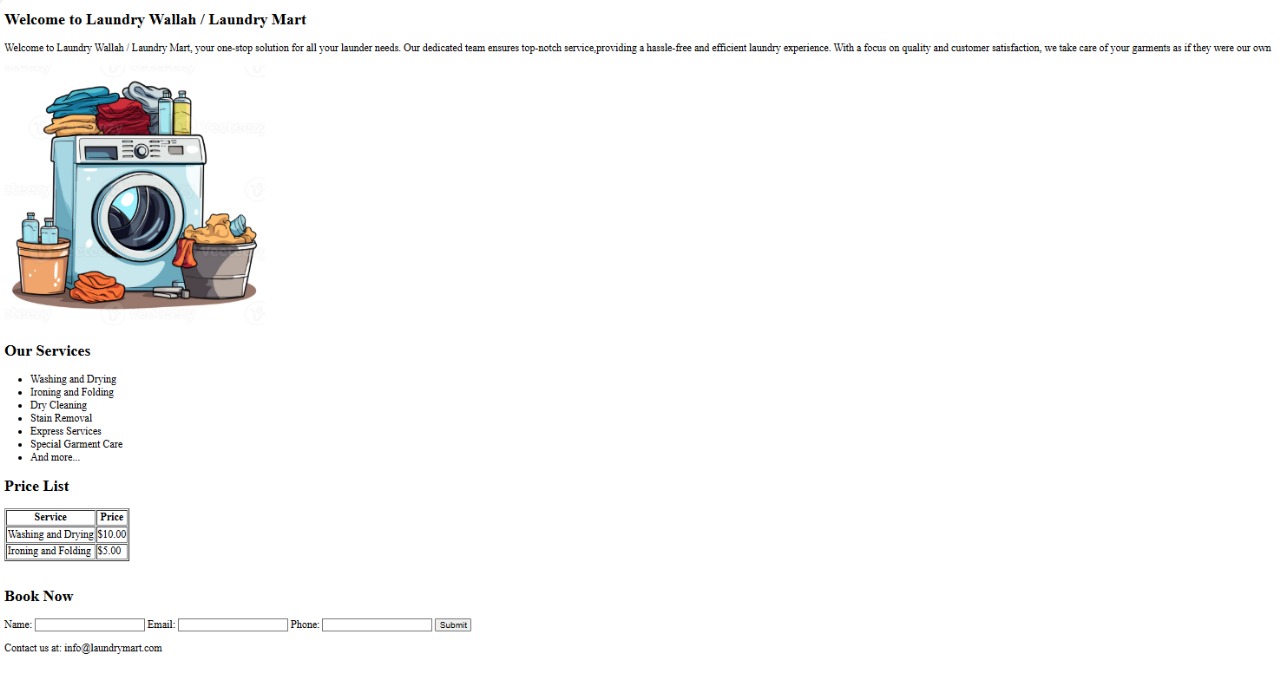 Welcome to Laundry Wallah / Laundry Mart
Welcome to Laundry Wallah / Laundry Mart, your one-stop solution for all your launder needs. Our dedicated team ensures top-notch service,providing a hassle-free and efficient laundry experience. With a focus on quality and customer satisfaction, we take care of your garments as if they were our own
Our Services
Washing and Drying
Ironing and Folding
Dry Cleaning
Stain Removal
Express Services
Special Garment Care
And more...
Price List
Service Price
Washing and Drying $10.00
Ironing and Folding $5.00
Book Now
Name: Email: Phone: Submit
Contact us at: info@laundrymart.com